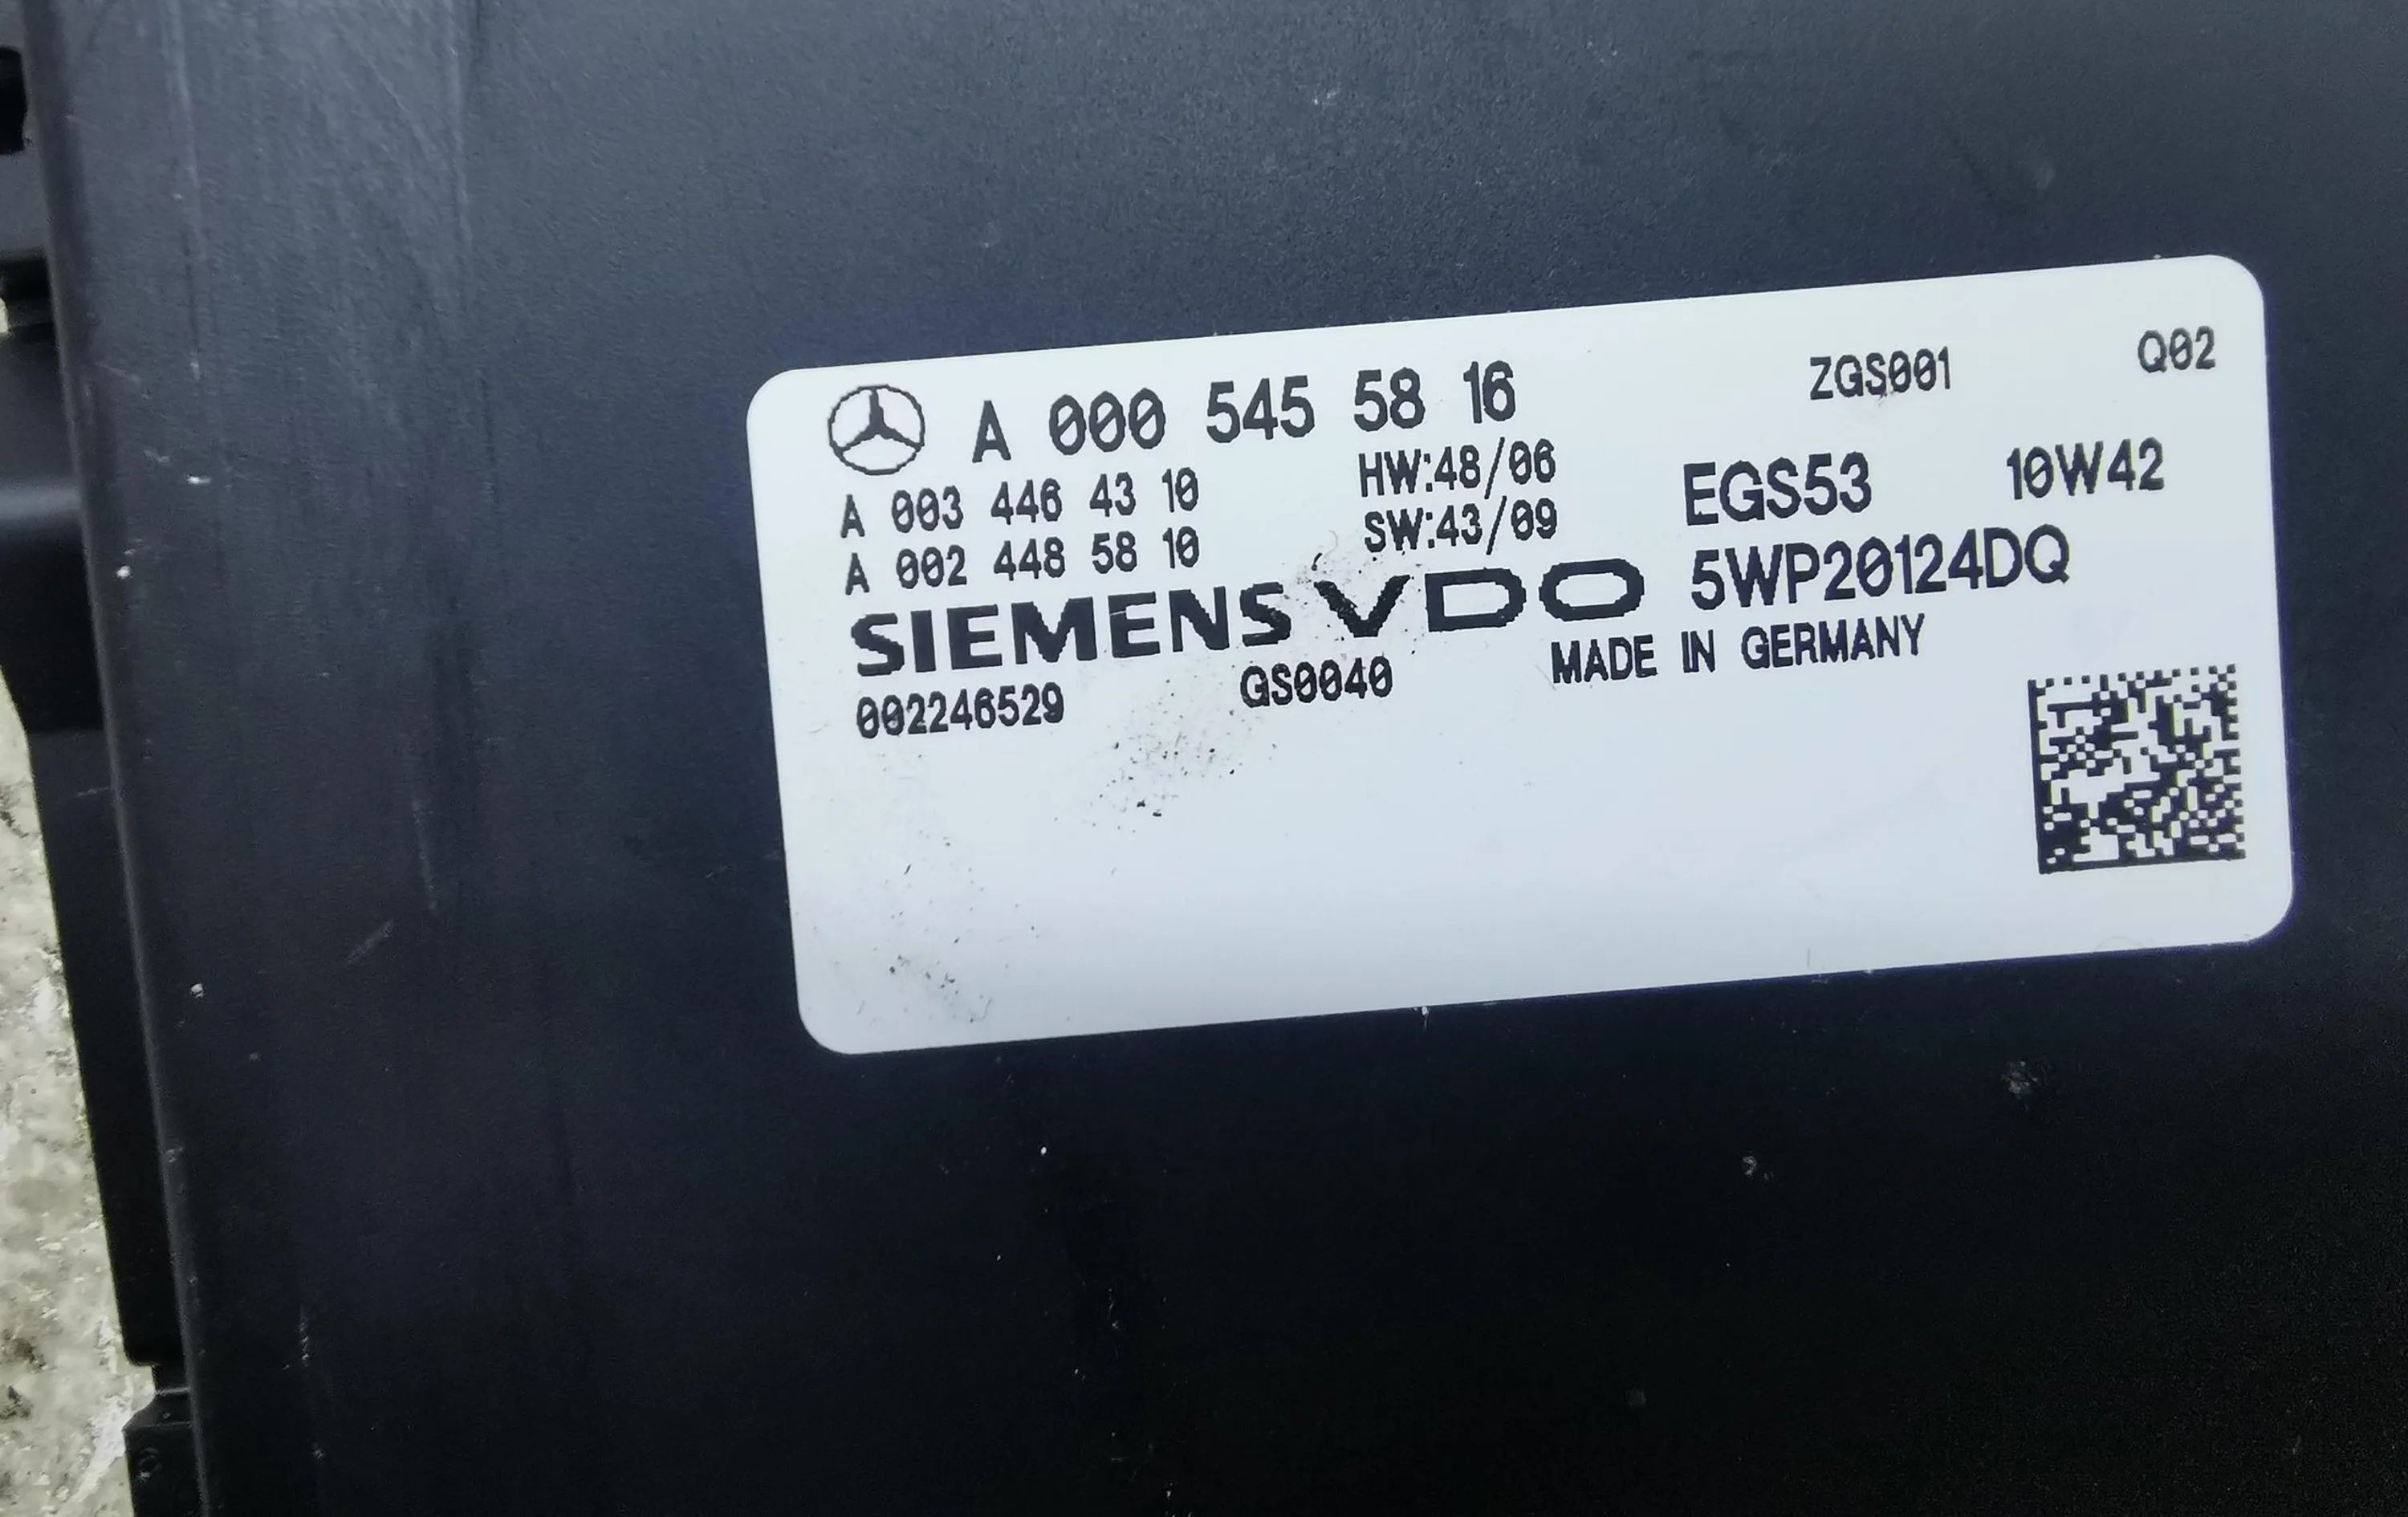 A 000 545 58 16 ZGS001 Q02
A 003 446 43 10 HW:48/06 EGS53 10W42
A 002 448 58 10 SW:43/09
SIEMENS VDO 5WP20124DQ
002246529 GS0040 MADE IN GERMANY